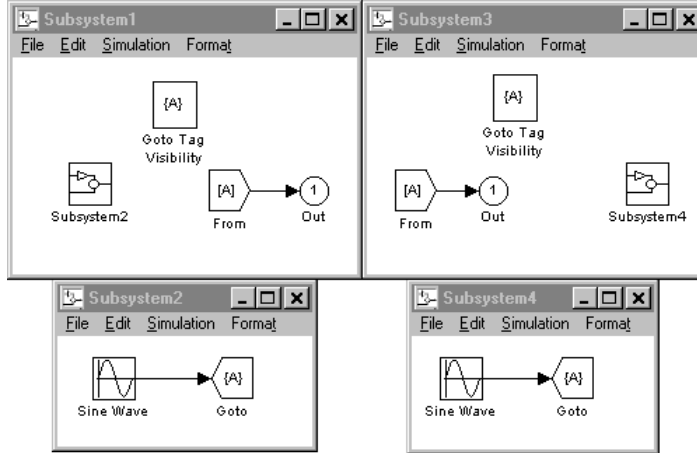 Subsystem1
File Edit Simulation Format
{A}
Goto Tag
Visibility
Subsystem2
[A]
From
1
Out
Subsystem3
File Edit Simulation Format
{A}
Goto Tag
Visibility
[A]
From
1
Out
Subsystem4
Subsystem2
File Edit Simulation Format
Sine Wave
{A}
Goto
Subsystem4
File Edit Simulation Format
Sine Wave
{A}
Goto